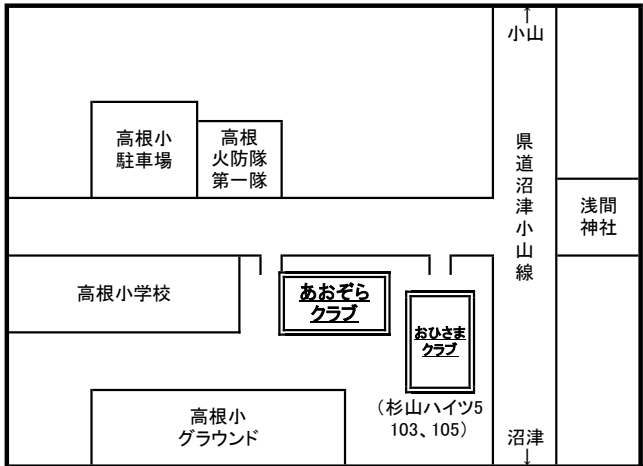 ↑
小山
高根小
駐車場
高根
火防隊
第一隊
県道沼津小山線
浅間
神社
高根小学校
あおぞら
クラブ
おひさま
クラブ
(杉山ハイツ5
103、105)
高根小
グラウンド
沼津
↓